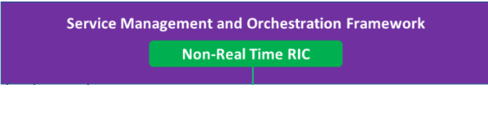 Service Management and Orchestration Framework
Non-Real Time RIC